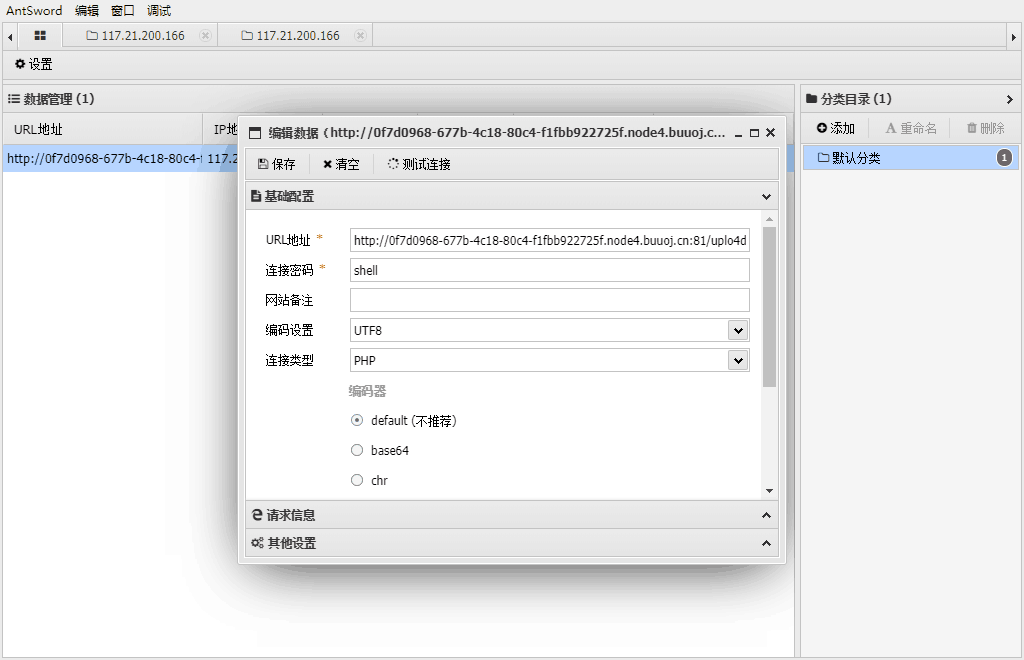 AntSword 编辑 窗口 调试
117.21.200.166 117.21.200.166
设置
数据管理 (1)
URL地址 IP地
http://0f7d0968-677b-4c18-80c4-f 117.2
分类目录 (1)
添加 重命名 删除
默认分类 1
编辑数据 (http://0f7d0968-677b-4c18-80c4-f1fbb922725f.node4.buuoj.c...
保存 清空 测试连接
基础配置
URL地址 * http://0f7d0968-677b-4c18-80c4-f1fbb922725f.node4.buuoj.cn:81/uplo4d
连接密码 * shell
网站备注
编码设置 UTF8
连接类型 PHP
编码器
default (不推荐)
base64
chr
请求信息
其他设置